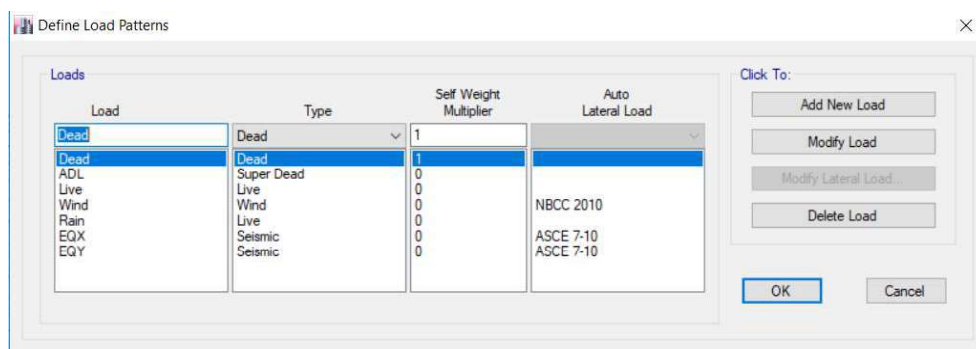 Define Load Patterns
Loads
Click To:
Load Type Self Weight Multiplier Auto Lateral Load
Dead Dead 1
Dead Dead 1
ADL Super Dead 0
Live Live 0
Wind Wind 0 NBCC 2010
Rain Live 0
EQX Seismic 0 ASCE 7-10
EQY Seismic 0 ASCE 7-10
Add New Load
Modify Load
Modify Lateral Load...
Delete Load
OK Cancel